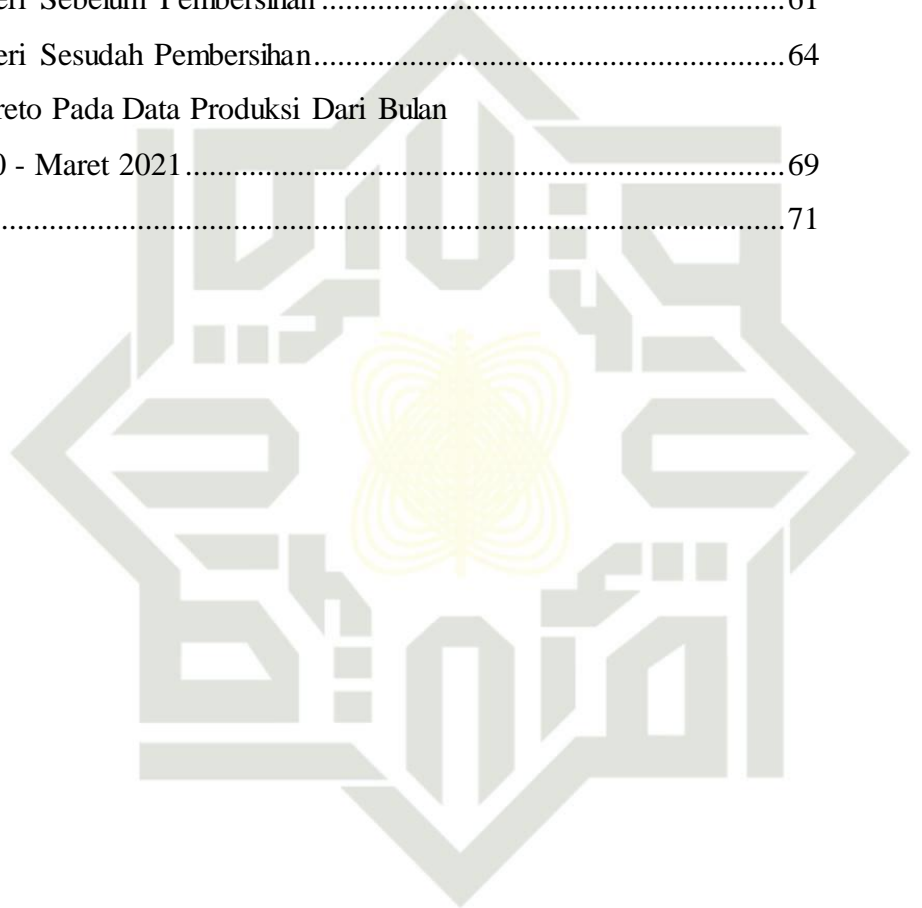 eri Sebelum Pembersihan ........................................................................ 61
eri Sesudah Pembersihan ........................................................................ 64
reto Pada Data Produksi Dari Bulan
0 - Maret 2021 ........................................................................ 69
........................................................................ 71